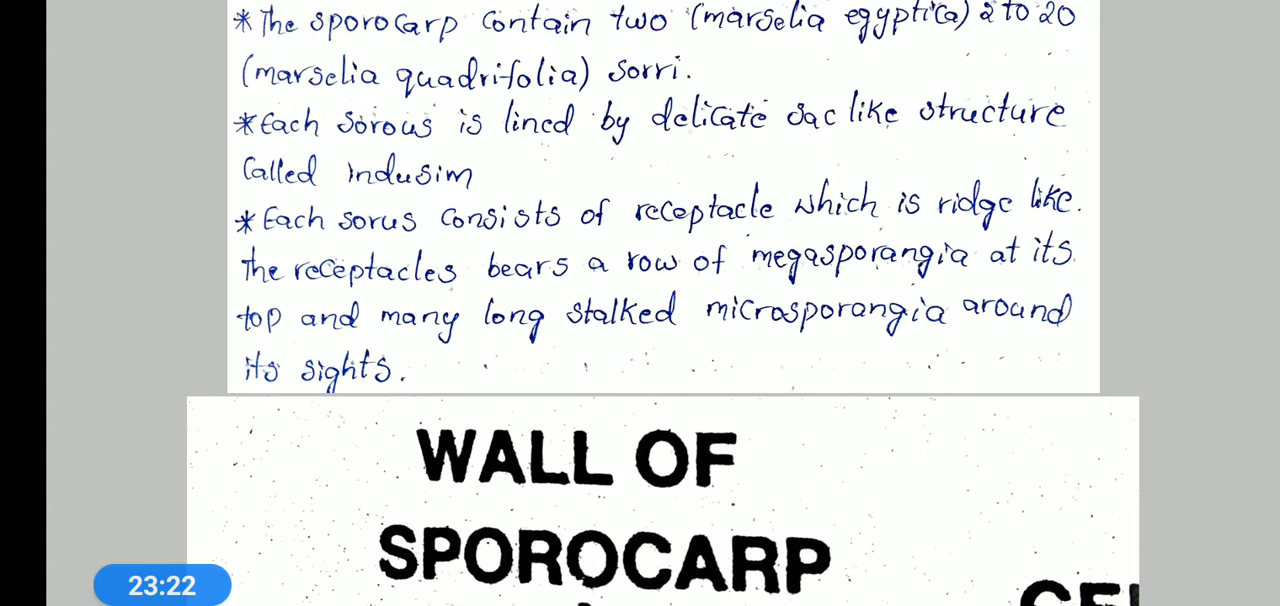 * The sporocarp contain two (marselia egyptica) 2 to 20
(marselia quadrifolia) sorri.
* Each sorous is lined by delicate sac like structure
called indusim
* Each sorus consists of receptacle which is ridge like.
The receptacles bears a row of megasporangia at its
top and many long stalked microsporangia around
its sights.
WALL OF
SPOROCARP
23:22